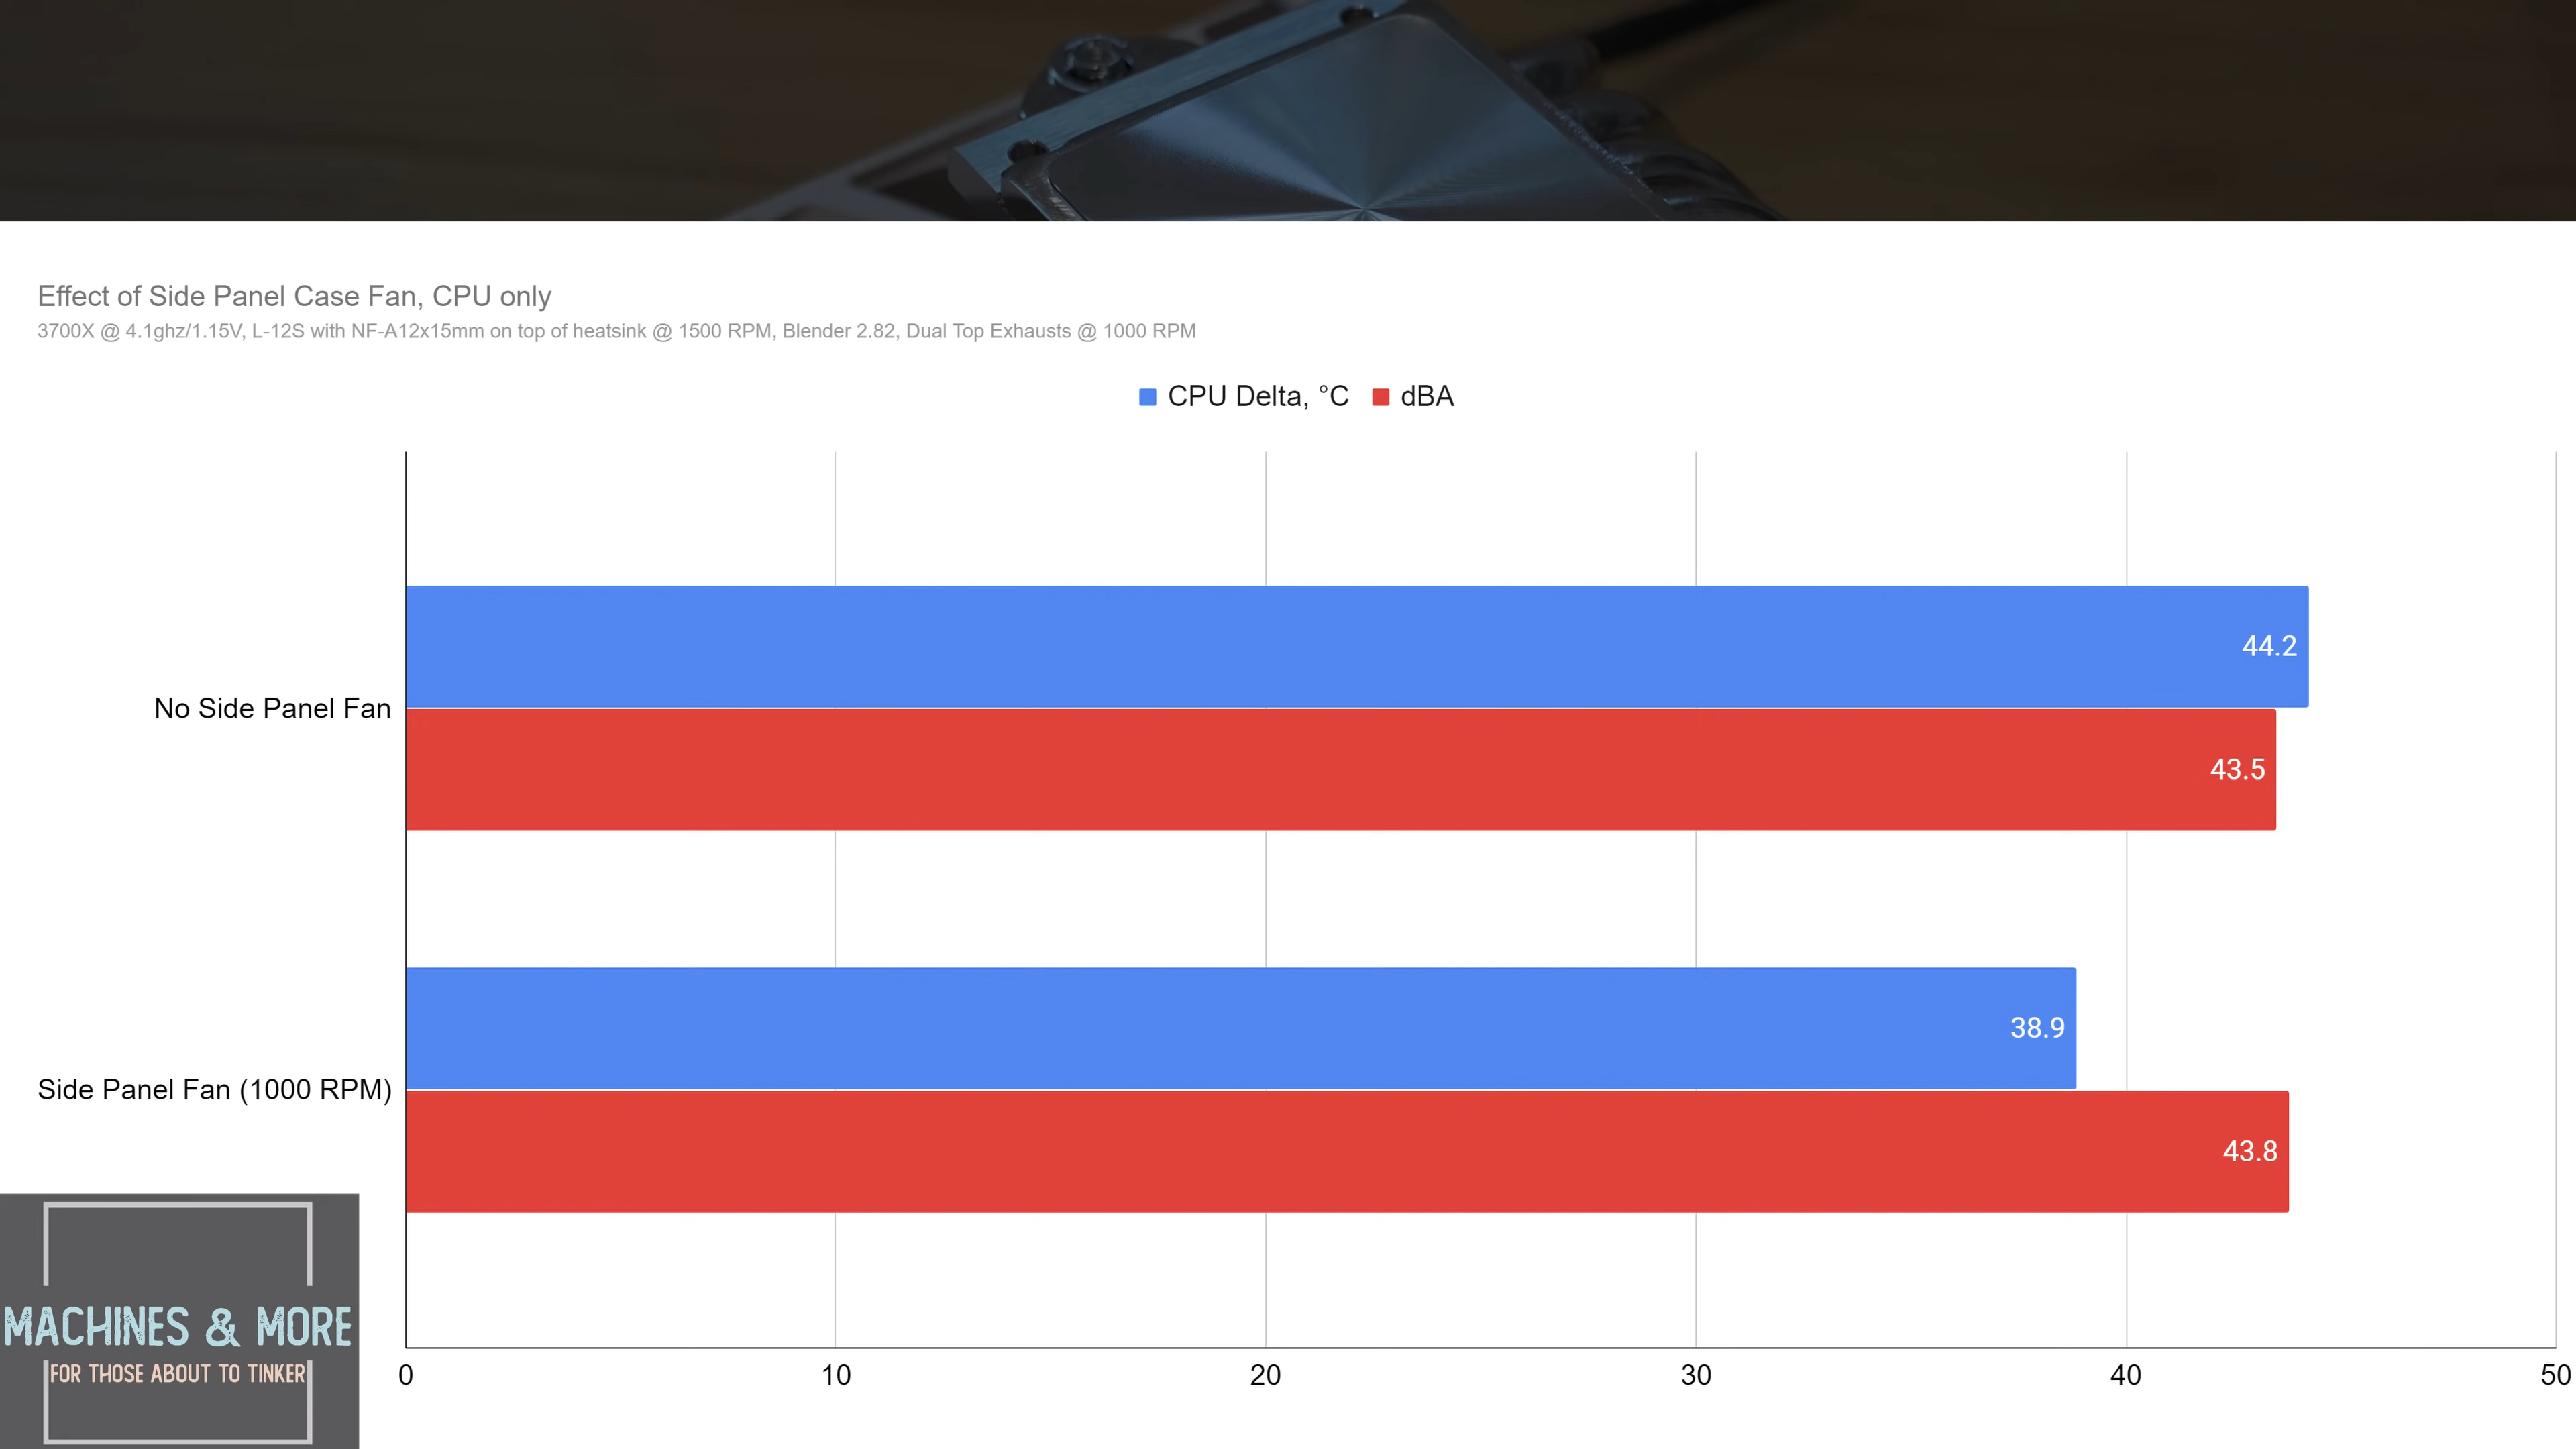 Effect of Side Panel Case Fan, CPU only
3700X @ 4.1ghz/1.15V, L-12S with NF-A12x15mm on top of heatsink @ 1500 RPM, Blender 2.82, Dual Top Exhausts @ 1000 RPM
CPU Delta, °C dBA
44.2
No Side Panel Fan
43.5
38.9
Side Panel Fan (1000 RPM)
43.8
MACHINES & MORE
FOR THOSE ABOUT TO TINKER
0 10 20 30 40 50